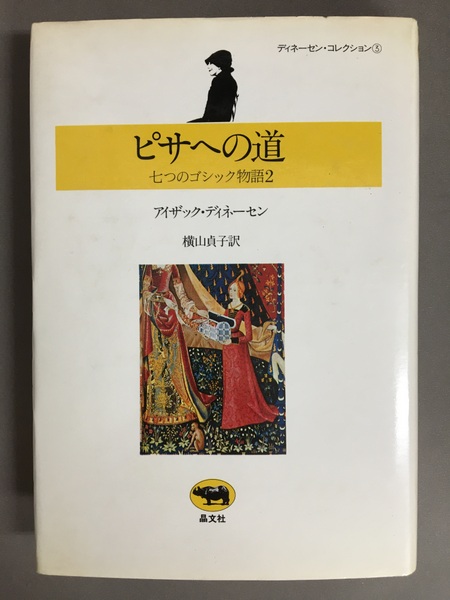 ディネーセン・コレクション⑤
ピサへの道
七つのゴシック物語2
アイザック・ディネーセン
横山貞子訳
晶文社